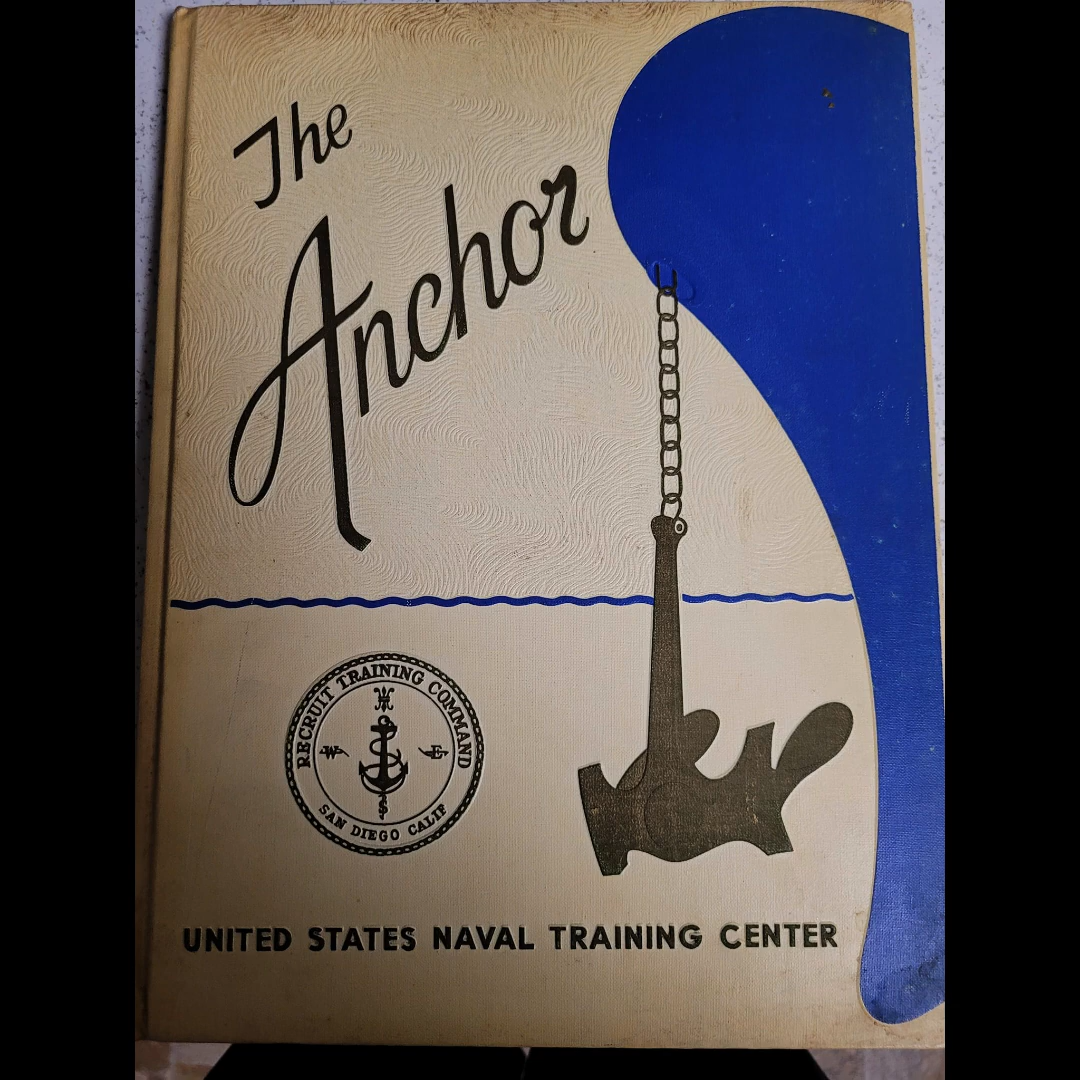 The
Anchor
RECRUIT TRAINING COMMAND
N
W
E
S
SAN DIEGO CALIF
UNITED STATES NAVAL TRAINING CENTER